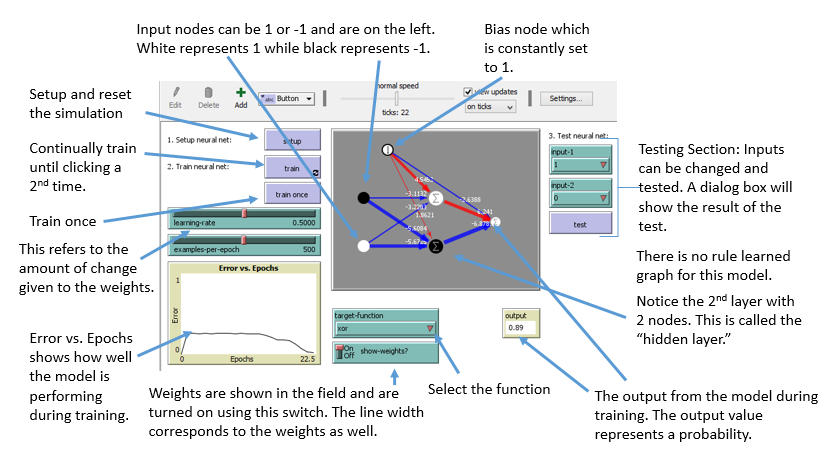 Input nodes can be 1 or -1 and are on the left.
White represents 1 while black represents -1.
Bias node which
is constantly set
to 1.
Setup and reset
the simulation
Continually train
until clicking a
2nd time.
Train once
This refers to the
amount of change
given to the weights.
Error vs. Epochs
shows how well
the model is
performing
during training.
Edit
Delete
Add
abc Button
normal speed
ticks: 22
view updates
on ticks
Settings...
1. Setup neural net:
setup
2. Train neural net:
train
train once
learning-rate 0.5000
examples-per-epoch 500
Error vs. Epochs
1
Error
0
0
Epochs
22.5
1
Σ
Σ
Σ
-3.1132
1.8621
-5.6084
target-function
xor
On
Off
show-weights?
output
0.89
3. Test neural net:
input-1
1
input-2
0
test
Testing Section: Inputs
can be changed and
tested. A dialog box will
show the result of the
test.
There is no rule learned
graph for this model.
Notice the 2nd layer with
2 nodes. This is called the
“hidden layer.”
Weights are shown in the field and are
turned on using this switch. The line width
corresponds to the weights as well.
Select the function
The output from the model during
training. The output value
represents a probability.